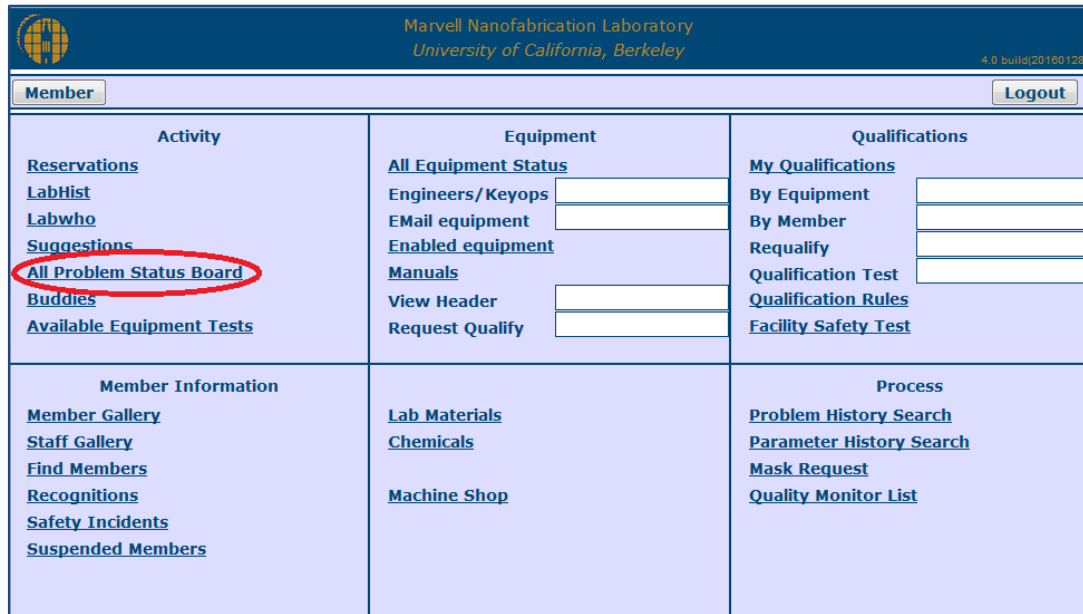 Marvell Nanofabrication Laboratory
University of California, Berkeley
4.0 build(20160128
Member
Logout
Activity
Reservations
LabHist
Labwho
Suggestions
All Problem Status Board
Buddies
Available Equipment Tests
Equipment
All Equipment Status
Engineers/Keyops
EMail equipment
Enabled equipment
Manuals
View Header
Request Qualify
Qualifications
My Qualifications
By Equipment
By Member
Requalify
Qualification Test
Qualification Rules
Facility Safety Test
Member Information
Member Gallery
Staff Gallery
Find Members
Recognitions
Safety Incidents
Suspended Members
Lab Materials
Chemicals
Machine Shop
Process
Problem History Search
Parameter History Search
Mask Request
Quality Monitor List